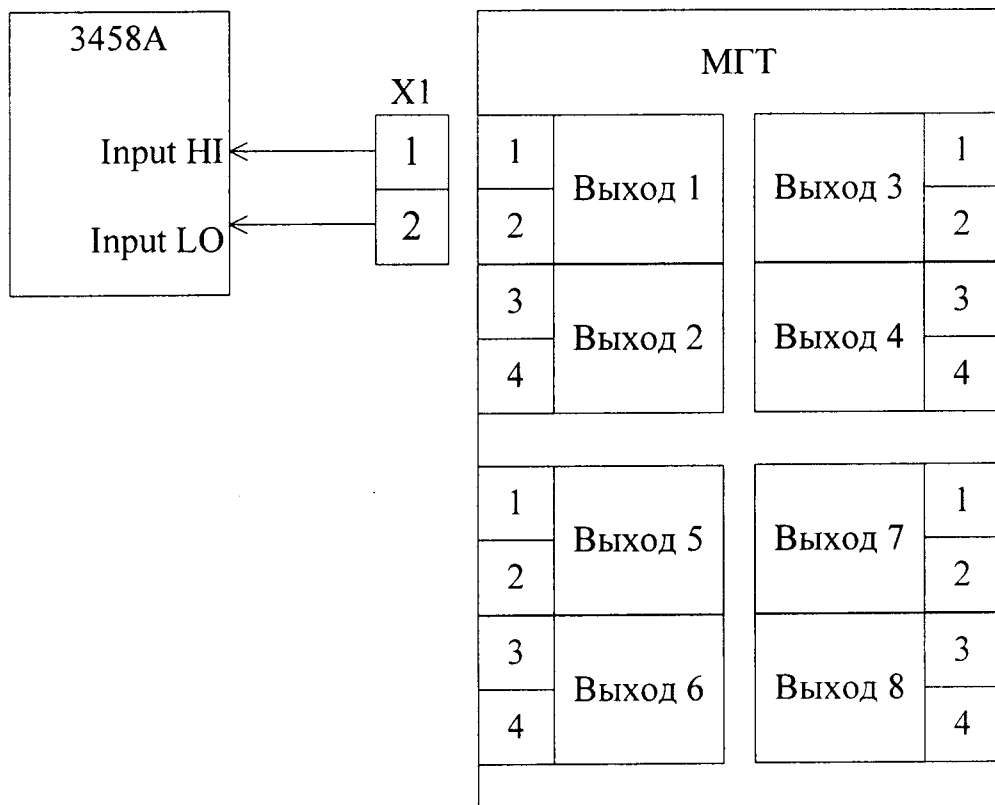 3458А
Input HI
Input LO
X1
1
2
МГТ
1
2
Выход 1
3
4
Выход 2
Выход 3
1
2
Выход 4
3
4
1
2
Выход 5
3
4
Выход 6
Выход 7
1
2
Выход 8
3
4